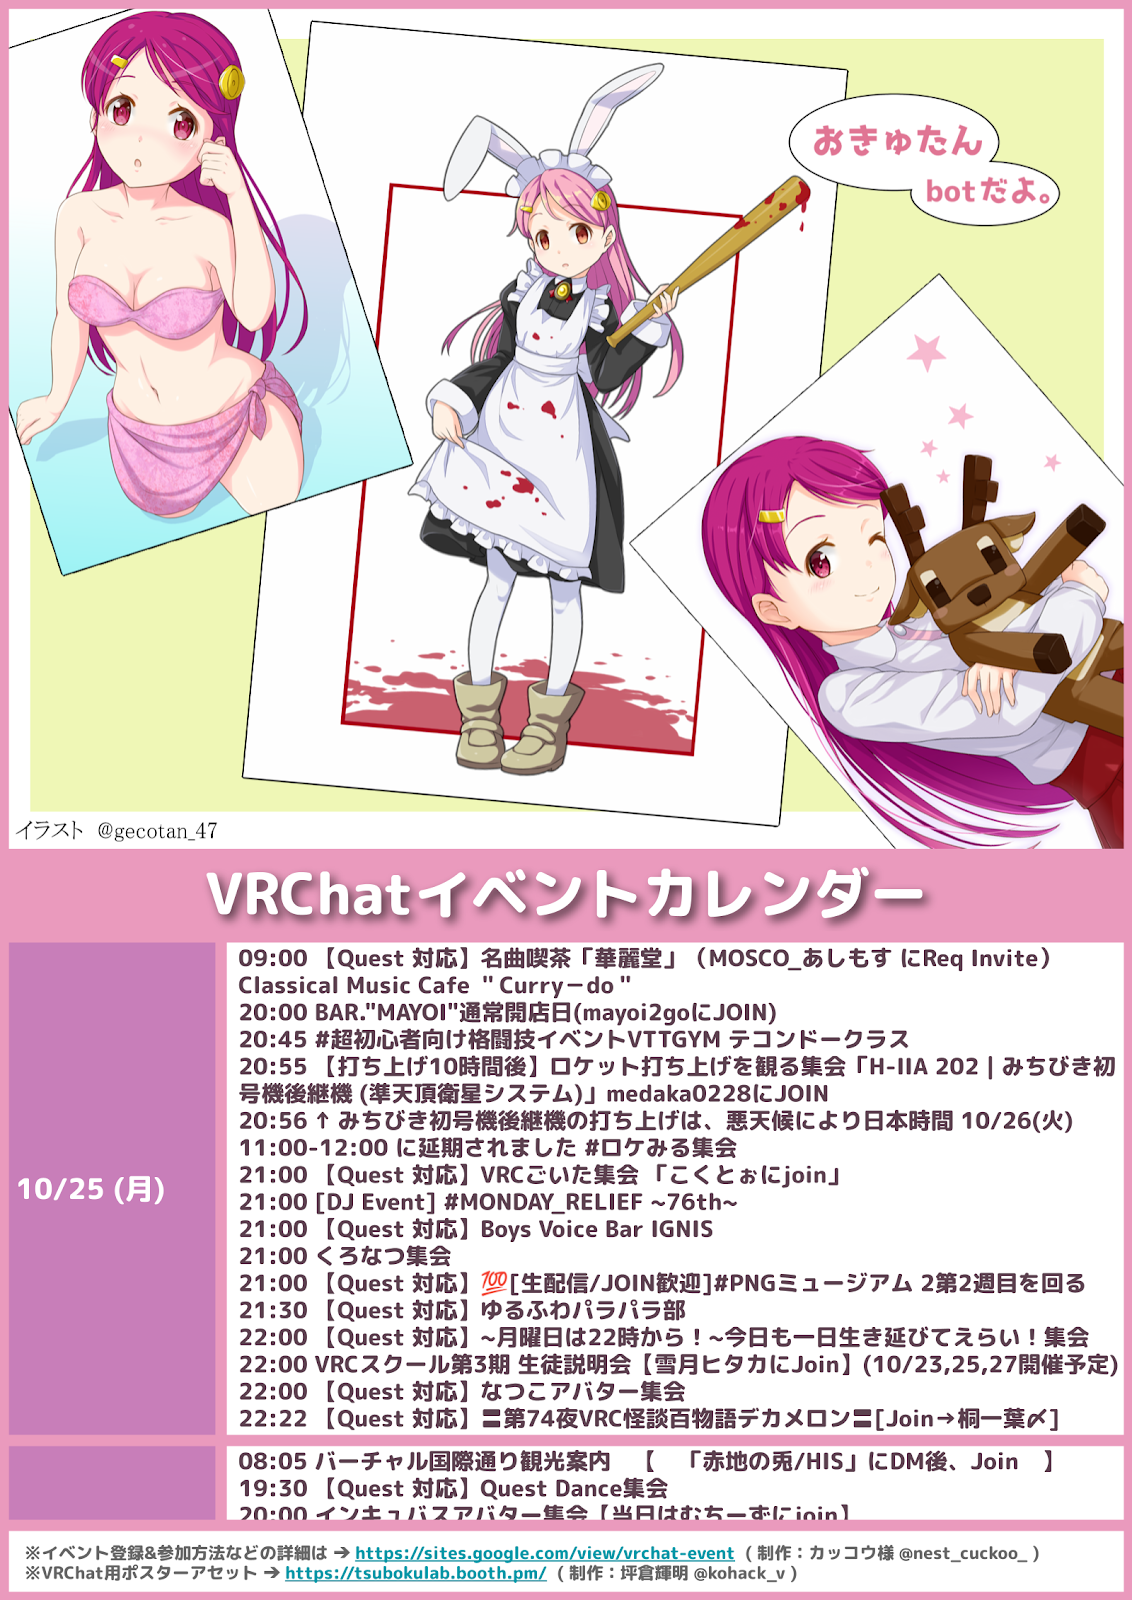 おきゅたん
botだよ。
イラスト @gecotan_47
VRChatイベントカレンダー
10/25 (月)
09:00 【Quest 対応】名曲喫茶「華麗堂」（MOSCO_あしもす にReq Invite）
Classical Music Cafe ＂Curry－do＂
20:00 BAR."MAYOI"通常開店日(mayoi2goにJOIN)
20:45 #超初心者向け格闘技イベントVTTGYM テコンドークラス
20:55 【打ち上げ10時間後】ロケット打ち上げを観る集会「H-IIA 202 | みちびき初
号機後継機 (準天頂衛星システム)」medaka0228にJOIN
20:56 ↑ みちびき初号機後継機の打ち上げは、悪天候により日本時間 10/26(火)
11:00-12:00 に延期されました #ロケみる集会
21:00 【Quest 対応】VRCごいた集会 「こくとぉにjoin」
21:00 [DJ Event] #MONDAY_RELIEF ~76th~
21:00 【Quest 対応】Boys Voice Bar IGNIS
21:00 くろなつ集会
21:00 【Quest 対応】💯[生配信/JOIN歓迎]#PNGミュージアム 2第2週目を回る
21:30 【Quest 対応】ゆるふわパラパラ部
22:00 【Quest 対応】~月曜日は22時から！~今日も一日生き延びてえらい！集会
22:00 VRCスクール第3期 生徒説明会【雪月ヒタカにJoin】(10/23,25,27開催予定)
22:00 【Quest 対応】なつこアバター集会
22:22 【Quest 対応】〓第74夜VRC怪談百物語デカメロン〓[Join→桐一葉〆]
08:05 バーチャル国際通り観光案内　【　「赤地の兎/HIS」にDM後、Join　】
19:30 【Quest 対応】Quest Dance集会
20:00 インキュバスアバター集会【当日はむちーずにjoin】
※イベント登録&参加方法などの詳細は → https://sites.google.com/view/vrchat-event ( 制作：カッコウ様 @nest_cuckoo_ )
※VRChat用ポスターアセット → https://tsubokulab.booth.pm/ ( 制作：坪倉輝明 @kohack_v )